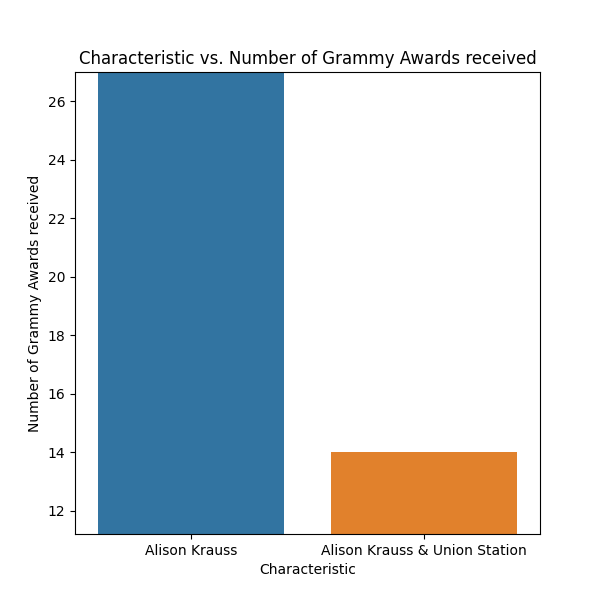 Characteristic vs. Number of Grammy Awards received
26
24
22
20
18
16
14
12
Number of Grammy Awards received
Alison Krauss
Alison Krauss & Union Station
Characteristic